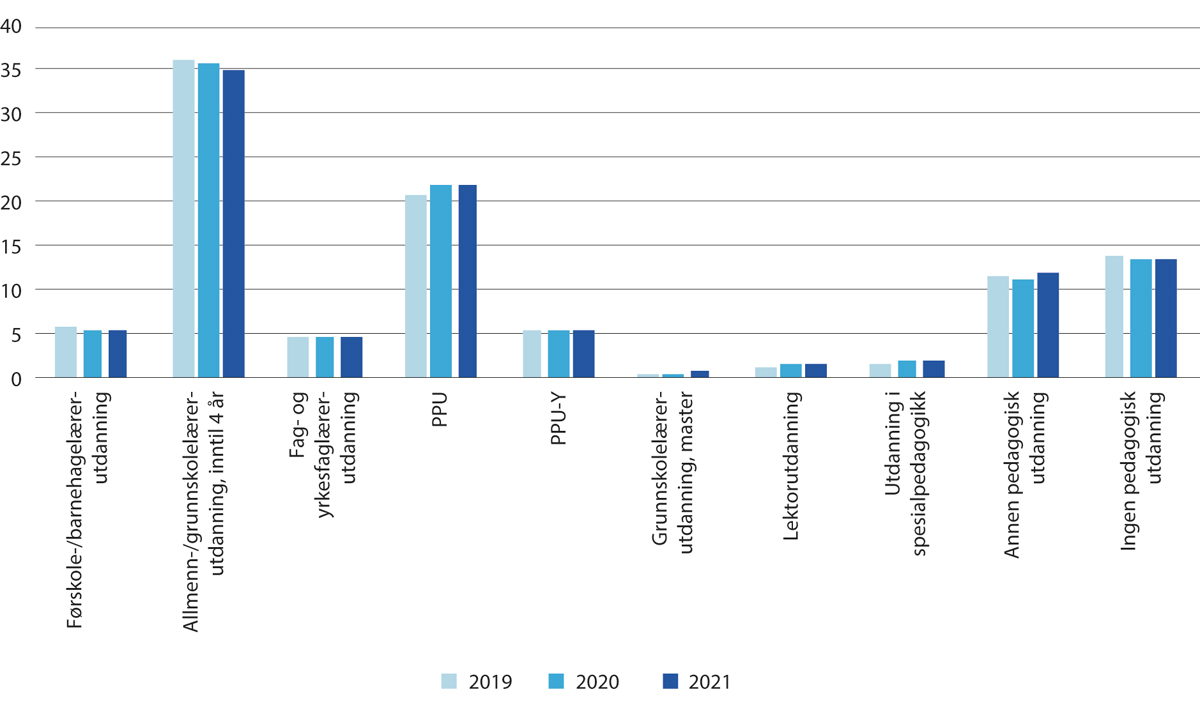 40
35
30
25
20
15
10
5
0
Førskole-/barnehagelærer-
utdanning
Allmenn-/grunnskolelærer-
utdanning, inntil 4 år
Fag- og
yrkesfaglærer-
utdanning
PPU
PPU-Y
Grunnskolelærer-
utdanning, master
Lektorutdanning
Utdanning i
spesialpedagogikk
Annen pedagogisk
utdanning
Ingen pedagogisk
utdanning
2019 2020 2021